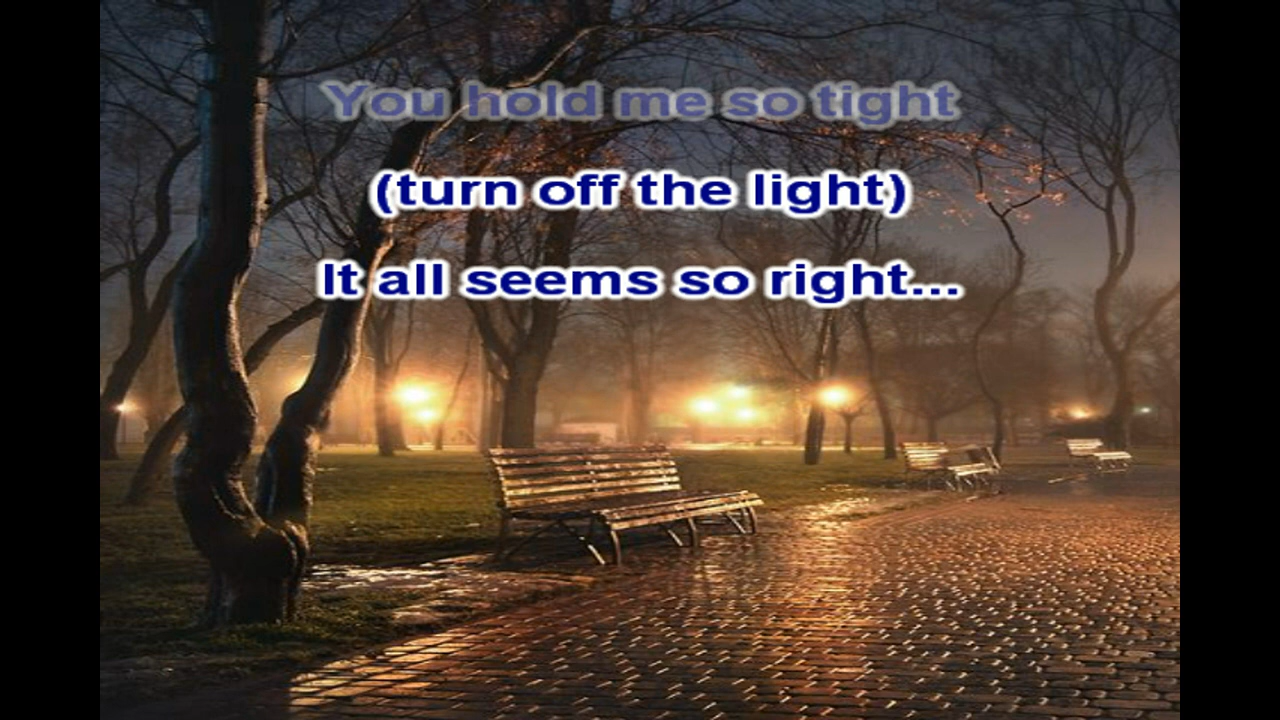 You hold me so tight
(turn off the light)
It all seems so right...